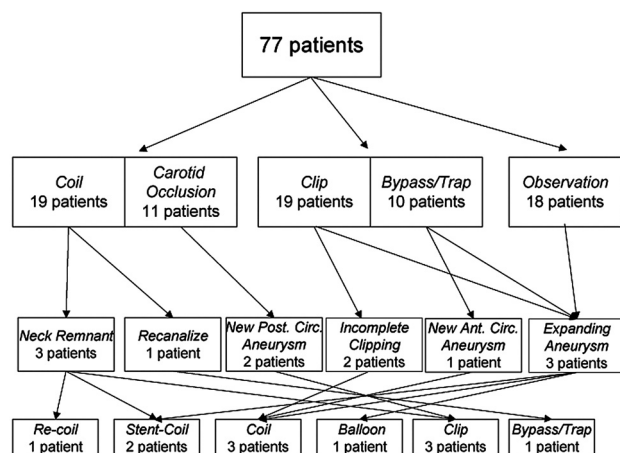 77 patients
Coil
19 patients
Carotid
Occlusion
11 patients
Clip
19 patients
Bypass/Trap
10 patients
Observation
18 patients
Neck Remnant
3 patients
Recanalize
1 patient
New Post. Circ.
Aneurysm
2 patients
Incomplete
Clipping
2 patients
New Ant. Circ.
Aneurysm
1 patient
Expanding
Aneurysm
3 patients
Re-coil
1 patient
Stent-Coil
2 patients
Coil
3 patients
Balloon
1 patient
Clip
3 patients
Bypass/Trap
1 patient